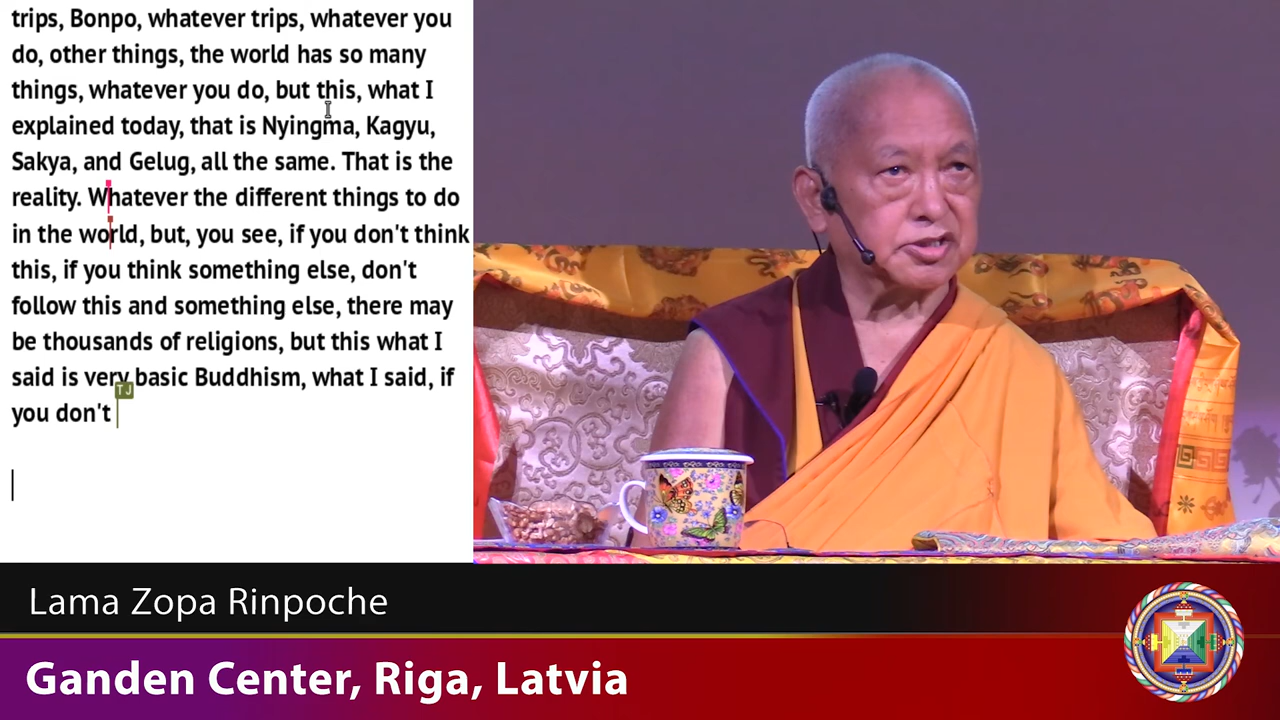 trips, Bonpo, whatever trips, whatever you
do, other things, the world has so many
things, whatever you do, but this, what I
explained today, that is Nyingma, Kagyu,
Sakya, and Gelug, all the same. That is the
reality. Whatever the different things to do
in the world, but, you see, if you don't think
this, if you think something else, don't
follow this and something else, there may
be thousands of religions, but this what I
said is very basic Buddhism, what I said, if
TJ
you don't
Lama Zopa Rinpoche
Ganden Center, Riga, Latvia